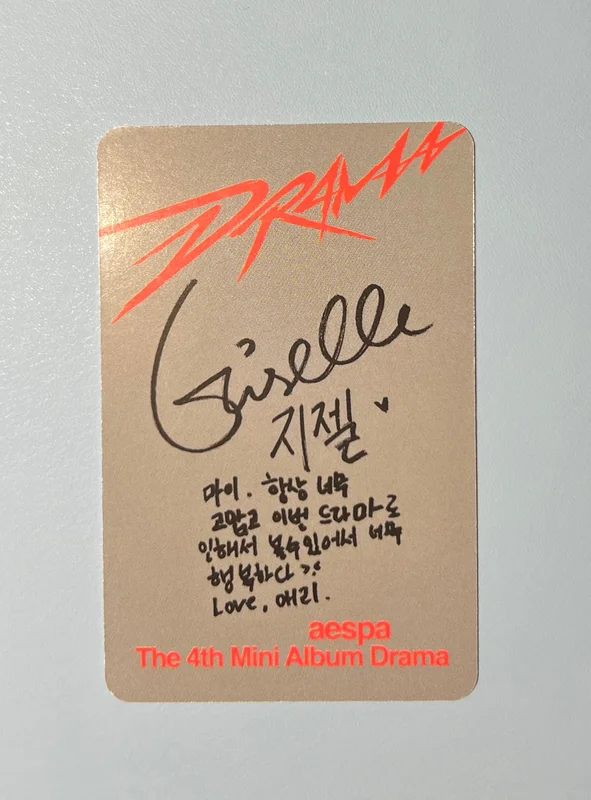 DRAMA
Giselle
지젤
마이. 항상 너무
고맙고 이번 드라마로
인해서 볼수있어서 너무
행복하다
Love, 애리.
aespa
The 4th Mini Album Drama